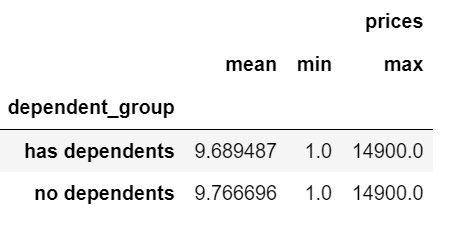 prices
mean min max
dependent_group
has dependents 9.689487 1.0 14900.0
no dependents 9.766696 1.0 14900.0